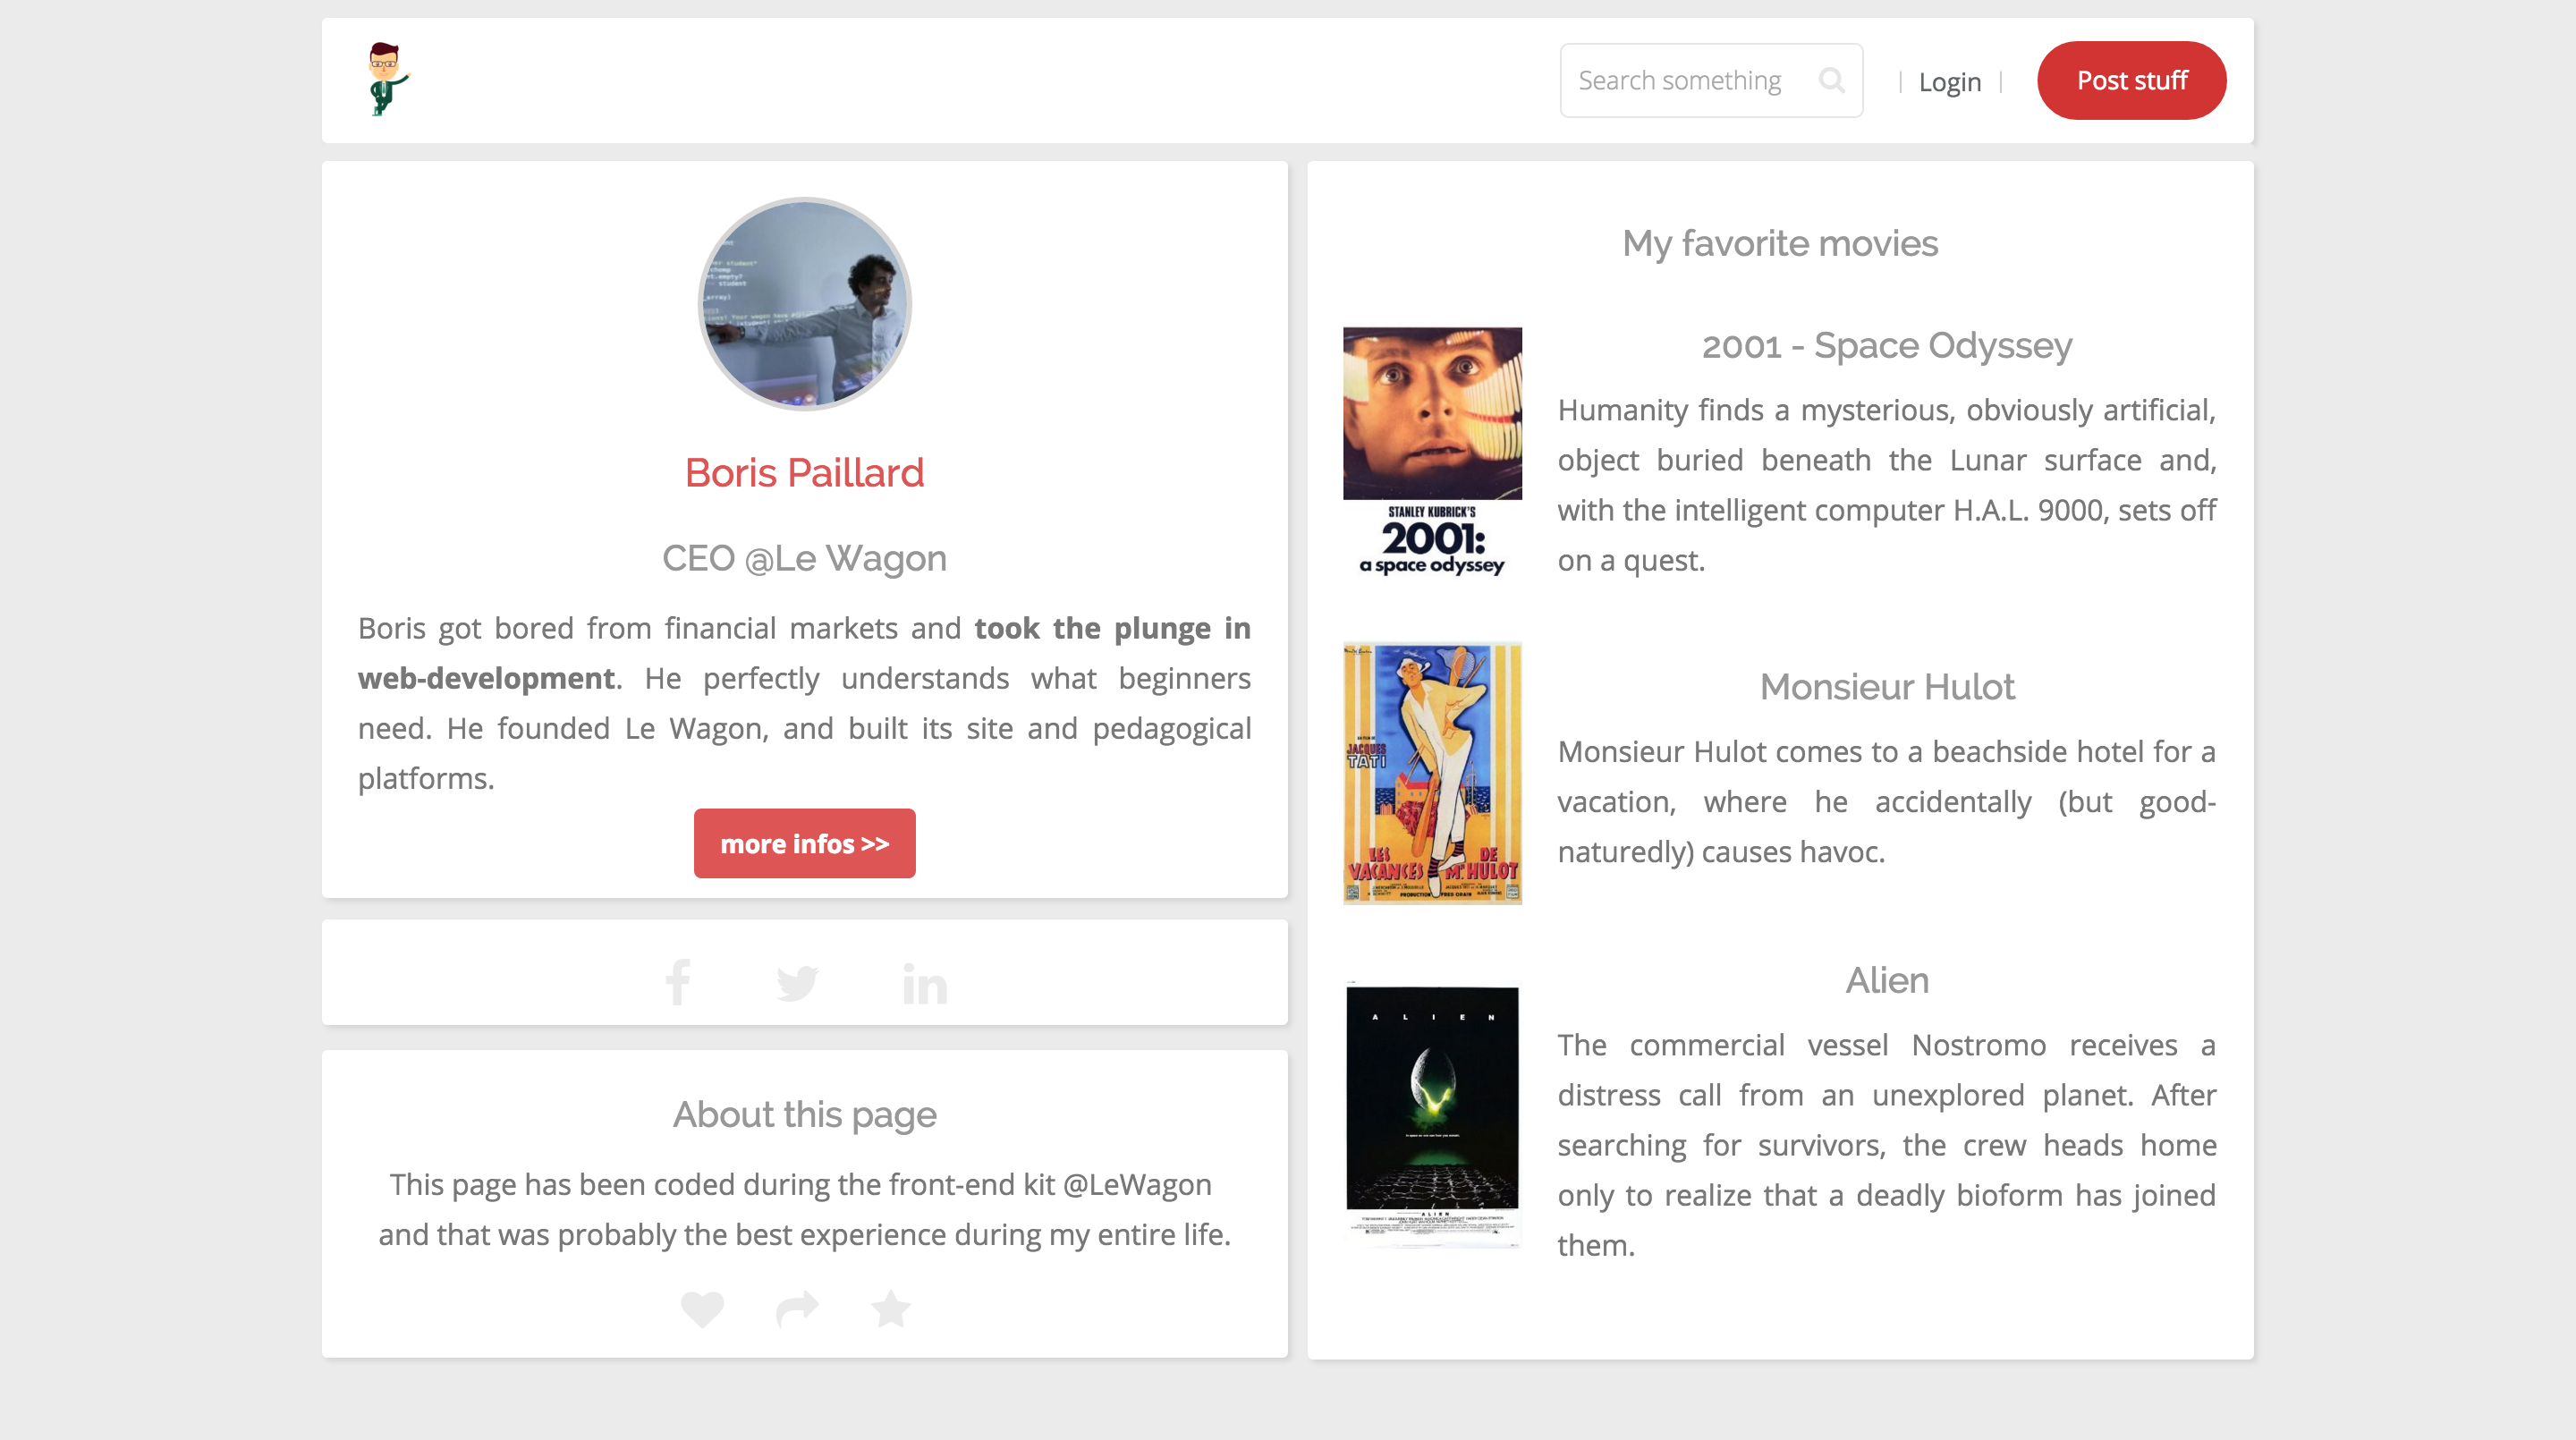 Search something
| Login |
Post stuff
Boris Paillard
CEO @Le Wagon
Boris got bored from financial markets and took the plunge in
web-development. He perfectly understands what beginners
need. He founded Le Wagon, and built its site and pedagogical
platforms.
more infos >>
About this page
This page has been coded during the front-end kit @LeWagon
and that was probably the best experience during my entire life.
My favorite movies
STANLEY KUBRICK'S
2001:
a space odyssey
2001 - Space Odyssey
Humanity finds a mysterious, obviously artificial,
object buried beneath the Lunar surface and,
with the intelligent computer H.A.L. 9000, sets off
on a quest.
JACQUES
TATI
LES DE
VACANCES Mr HULOT
Monsieur Hulot
Monsieur Hulot comes to a beachside hotel for a
vacation, where he accidentally (but good-
naturedly) causes havoc.
ALIEN
ALIEN
Alien
The commercial vessel Nostromo receives a
distress call from an unexplored planet. After
searching for survivors, the crew heads home
only to realize that a deadly bioform has joined
them.